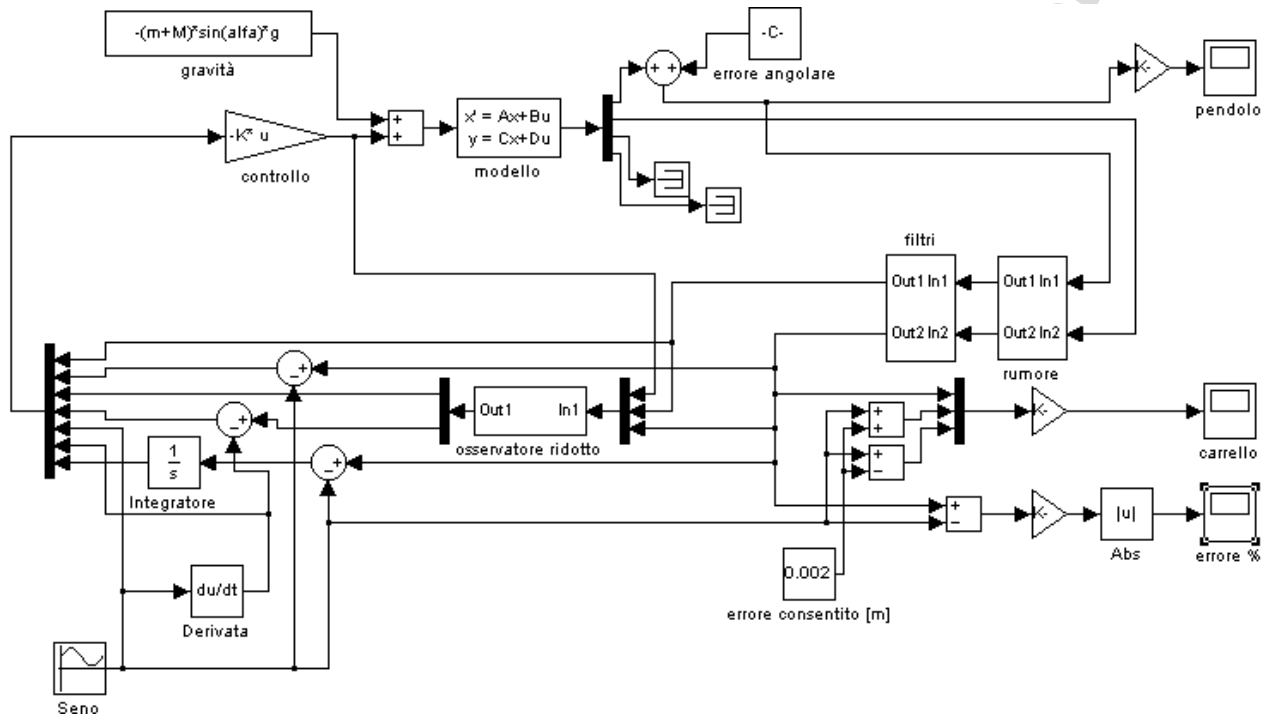 -(m+M)*sin(alfa)*g
gravità
-C-
errore angolare
+ +
K-
pendolo
-K* u
controllo
+
+
x' = Ax+Bu
y = Cx+Du
modello
filtri
Out1 In1
Out2 In2
Out1 In1
Out2 In2
rumore
− +
− +
Out1 In1
osservatore ridotto
+
+
+
−
K-
carrello
1
s
Integratore
− +
+
−
K-
|u|
Abs
errore %
du/dt
Derivata
0.002
errore consentito [m]
Seno